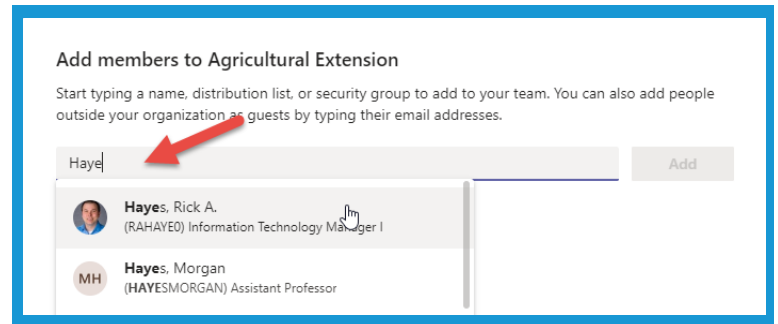 Add members to Agricultural Extension
Start typing a name, distribution list, or security group to add to your team. You can also add people
outside your organization as guests by typing their email addresses.
Haye Add
Hayes, Rick A.
(RAHAYE0) Information Technology Manager I
MH Hayes, Morgan
(HAYESMORGAN) Assistant Professor